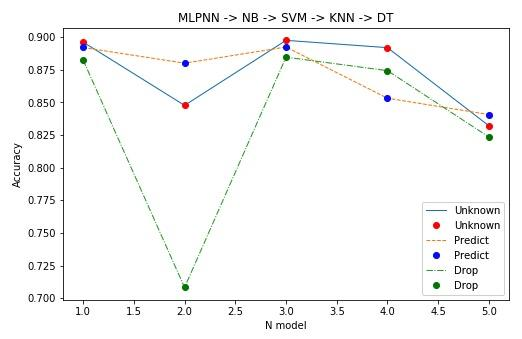 MLPNN -> NB -> SVM -> KNN -> DT
Accuracy
0.900
0.875
0.850
0.825
0.800
0.775
0.750
0.725
0.700
1.0 1.5 2.0 2.5 3.0 3.5 4.0 4.5 5.0
N model
Unknown
Unknown
Predict
Predict
Drop
Drop